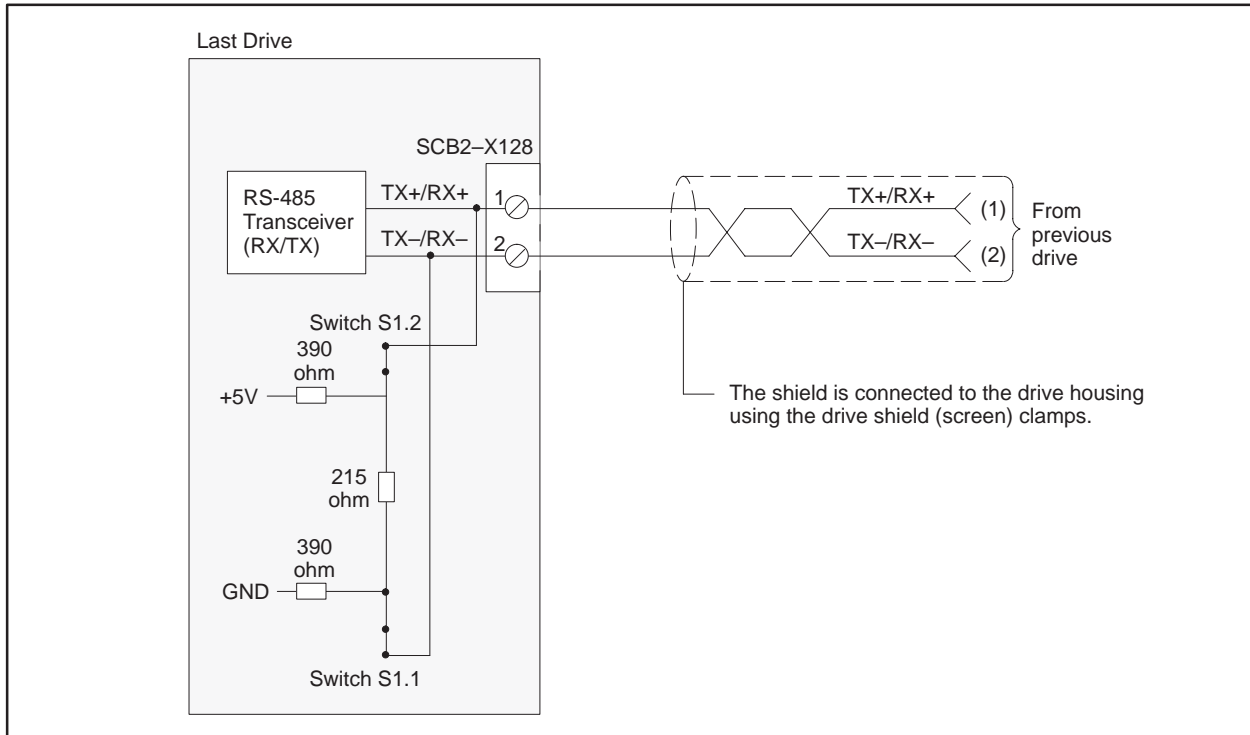 Last Drive
SCB2–X128
RS-485
Transceiver
(RX/TX)
TX+/RX+
TX–/RX–
1
2
TX+/RX+
TX–/RX–
(1)
(2)
From
previous
drive
Switch S1.2
390
ohm
+5V
The shield is connected to the drive housing
using the drive shield (screen) clamps.
215
ohm
390
ohm
GND
Switch S1.1